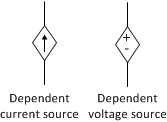 +
-
Dependent
current source
Dependent
voltage source